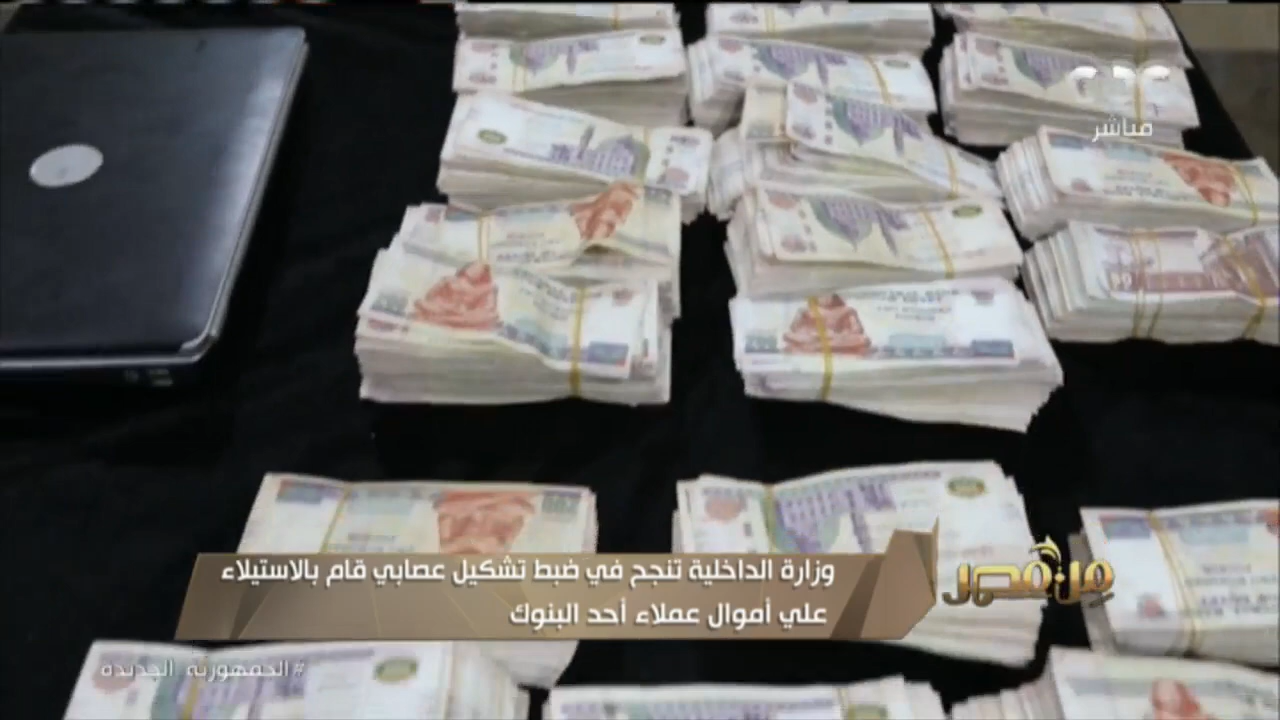 cbc
مباشر
وزارة الداخلية تنجح في ضبط تشكيل عصابي قام بالاستيلاء
علي أموال عملاء أحد البنوك
من مصر
#الجمهورية الجديدة